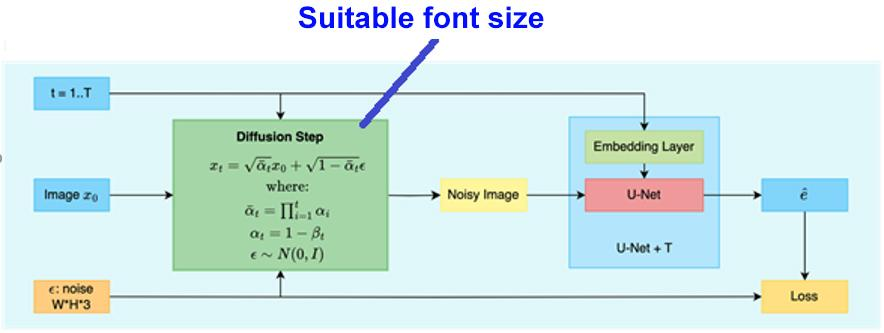 Suitable font size
t = 1..T
Diffusion Step
x_t = √ᾱ_t x_0 + √1 − ᾱ_t ϵ
where:
ᾱ_t = ∏_{i=1}^t α_i
α_t = 1 − β_t
ϵ ∼ N(0, I)
Embedding Layer
Image x_0
Noisy Image
U-Net
ê
U-Net + T
ϵ: noise
W*H*3
Loss